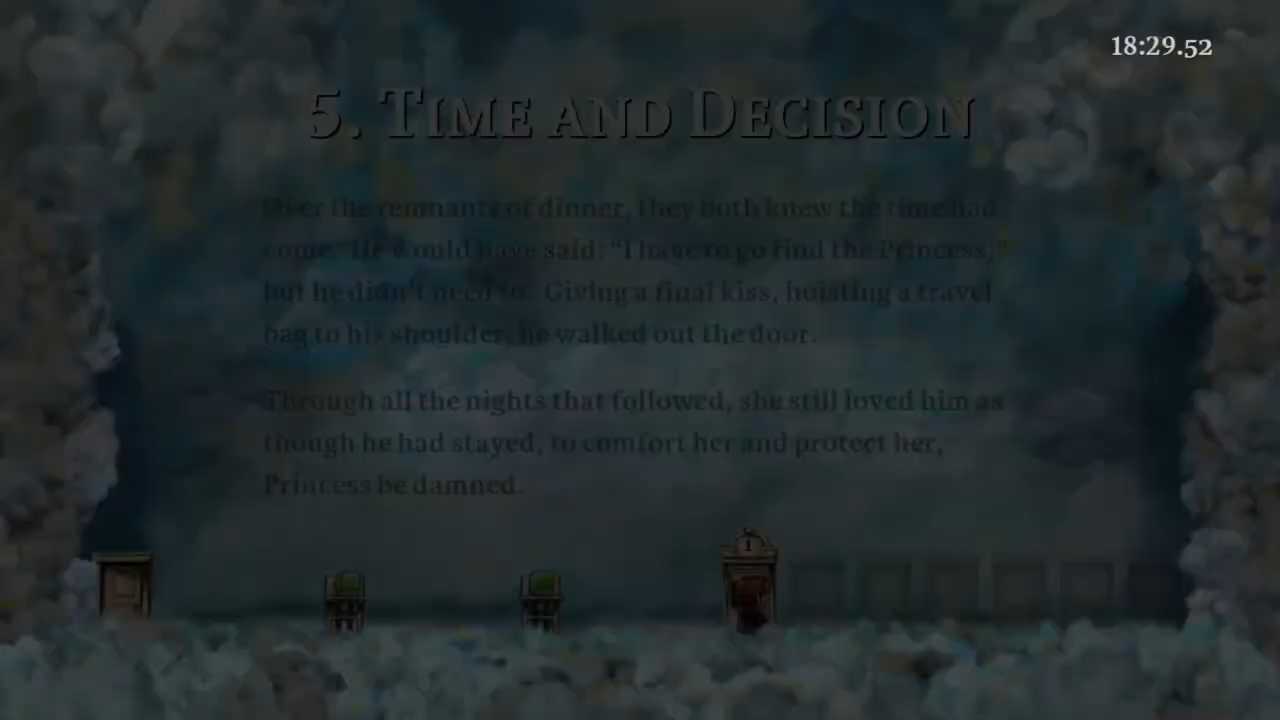 18:29.52
5. TIME AND DECISION
Over the remnants of dinner, they both knew the time had
come. He would have said: “I have to go find the Princess,”
but he didn't need to. Giving a final kiss, hoisting a travel
bag to his shoulder, he walked out the door.
Through all the nights that followed, she still loved him as
though he had stayed, to comfort her and protect her,
Princess be damned.
1